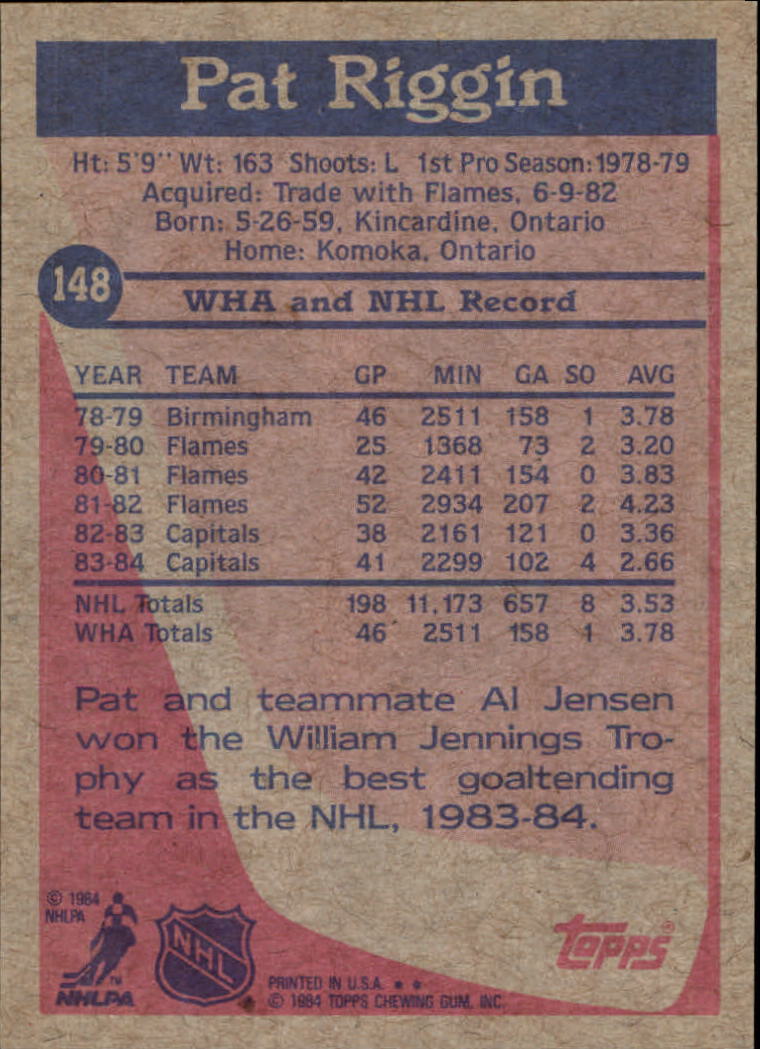 Pat Riggin
Ht: 5'9'' Wt: 163 Shoots: L 1st Pro Season: 1978-79
Acquired: Trade with Flames, 6-9-82
Born: 5-26-59, Kincardine, Ontario
Home: Komoka, Ontario
148
WHA and NHL Record
YEAR TEAM GP MIN GA SO AVG
78-79 Birmingham 46 2511 158 1 3.78
79-80 Flames 25 1368 73 2 3.20
80-81 Flames 42 2411 154 0 3.83
81-82 Flames 52 2934 207 2 4.23
82-83 Capitals 38 2161 121 0 3.36
83-84 Capitals 41 2299 102 4 2.66
NHL Totals 198 11,173 657 8 3.53
WHA Totals 46 2511 158 1 3.78
Pat and teammate Al Jensen
won the William Jennings Tro-
phy as the best goaltending
team in the NHL, 1983-84.
© 1984
NHLPA
TM
NHLPA
NHL
topps®
PRINTED IN U.S.A. * *
© 1984 TOPPS CHEWING GUM, INC.